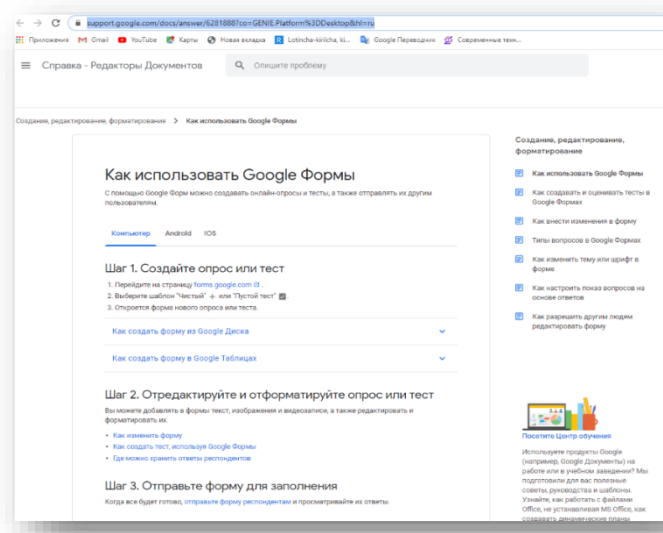 support.google.com/docs/answer/6281888?co=GENIE.Platform%3DDesktop&hl=ru
Приложения Gmail YouTube Карты Новая вкладка Lotincha-kirilcha, ki... Google Переводчик Современные техн...
Справка - Редакторы Документов Опишите проблему
Создание, редактирование, форматирование > Как использовать Google Формы
Как использовать Google Формы
С помощью Google Форм можно создавать онлайн-опросы и тесты, а также отправлять их другим
пользователям.
Компьютер Android IOS
Шаг 1. Создайте опрос или тест
1. Перейдите на страницу forms.google.com.
2. Выберите шаблон "Чистый" + или "Пустой тест".
3. Откроется форма нового опроса или теста.
Как создать форму из Google Диска
Как создать форму в Google Таблицах
Шаг 2. Отредактируйте и отформатируйте опрос или тест
Вы можете добавлять в формы текст, изображения и видеозаписи, а также редактировать и
форматировать их.
• Как изменить форму
• Как создать тест, используя Google Формы
• Где можно хранить ответы респондентов
Шаг 3. Отправьте форму для заполнения
Когда все будет готово, отправьте форму респондентам и просматривайте их ответы.
Создание, редактирование,
форматирование
Как использовать Google Формы
Как создавать и оценивать тесты в
Google Формах
Как внести изменения в форму
Типы вопросов в Google Формах
Как изменить тему или шрифт в
форме
Как настроить показ вопросов на
основе ответов
Как разрешить другим людям
редактировать форму
Посетите Центр обучения
Используете продукты Google
(например, Google Документы) на
работе или в учебном заведении? Мы
подготовили для вас полезные
советы, руководства и шаблоны.
Узнайте, как работать с файлами
Office, не устанавливая MS Office, как
создавать динамические планы